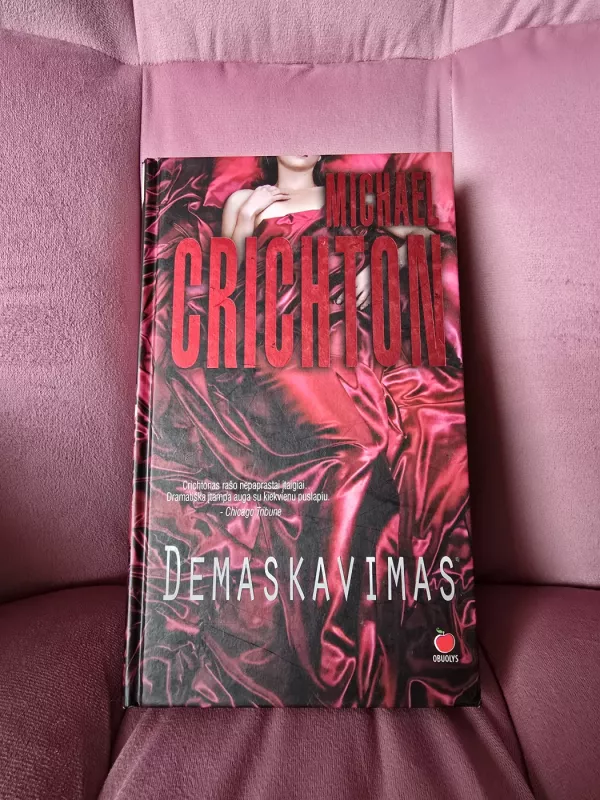 MICHAEL
CRICHTON
Crichtonas rašo nepaprastai įtaigiai.
Dramatiška įtampa auga su kiekvienu puslapiu.
- Chicago Tribune
DEMASKAVIMAS
OBUOLYS